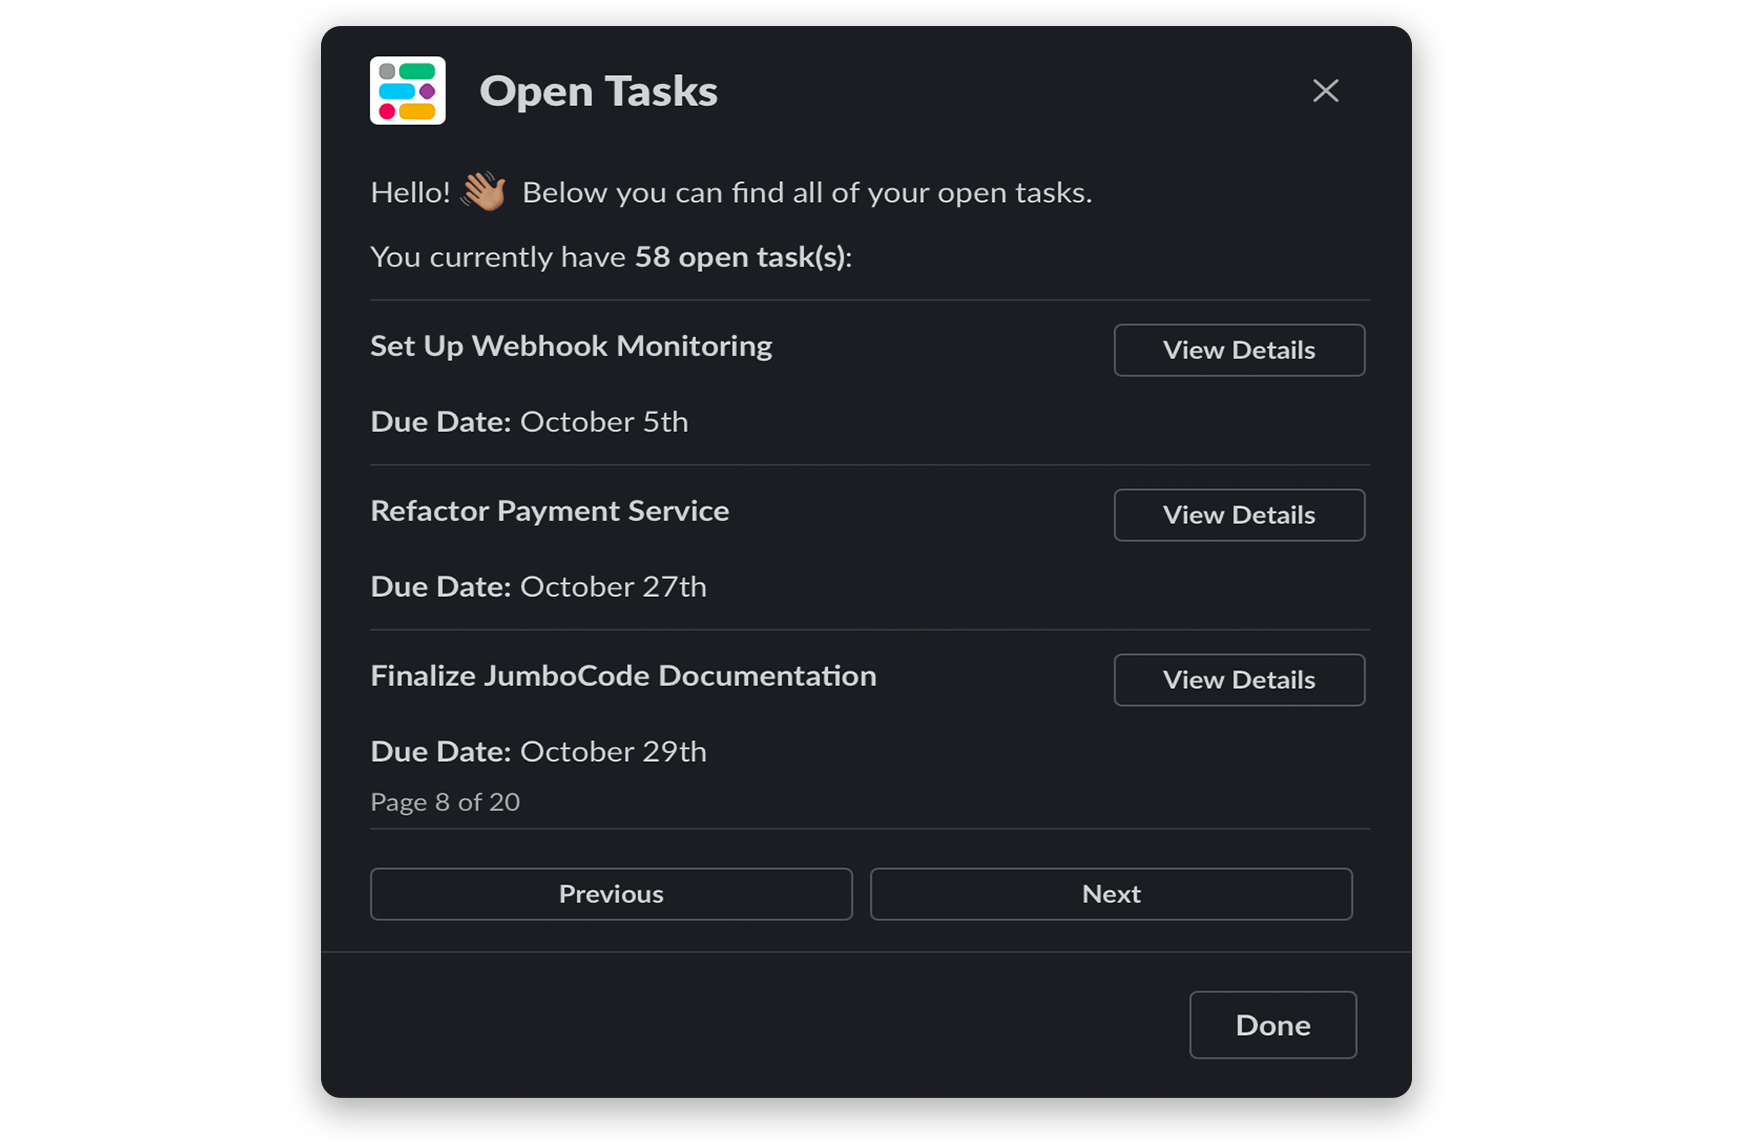 Open Tasks
Hello! 👋🏽 Below you can find all of your open tasks.
You currently have 58 open task(s):
Set Up Webhook Monitoring
View Details
Due Date: October 5th
Refactor Payment Service
View Details
Due Date: October 27th
Finalize JumboCode Documentation
View Details
Due Date: October 29th
Page 8 of 20
Previous
Next
Done